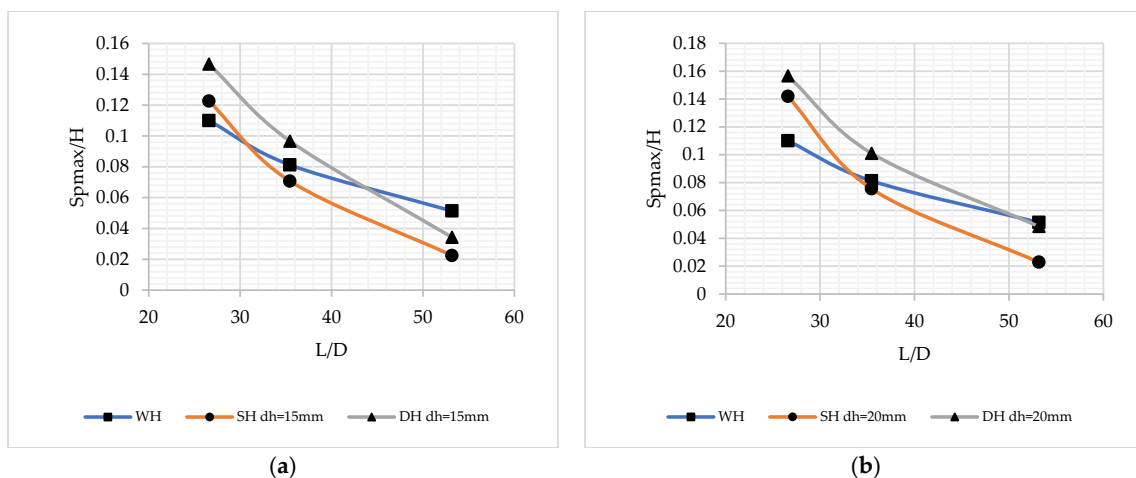 0.16
0.14
0.12
0.1
0.08
0.06
0.04
0.02
0
Spmax/H
20 30 40 50 60
L/D
WH SH dh=15mm DH dh=15mm
(a)
0.18
0.16
0.14
0.12
0.1
0.08
0.06
0.04
0.02
0
Spmax/H
20 30 40 50 60
L/D
WH SH dh=20mm DH dh=20mm
(b)